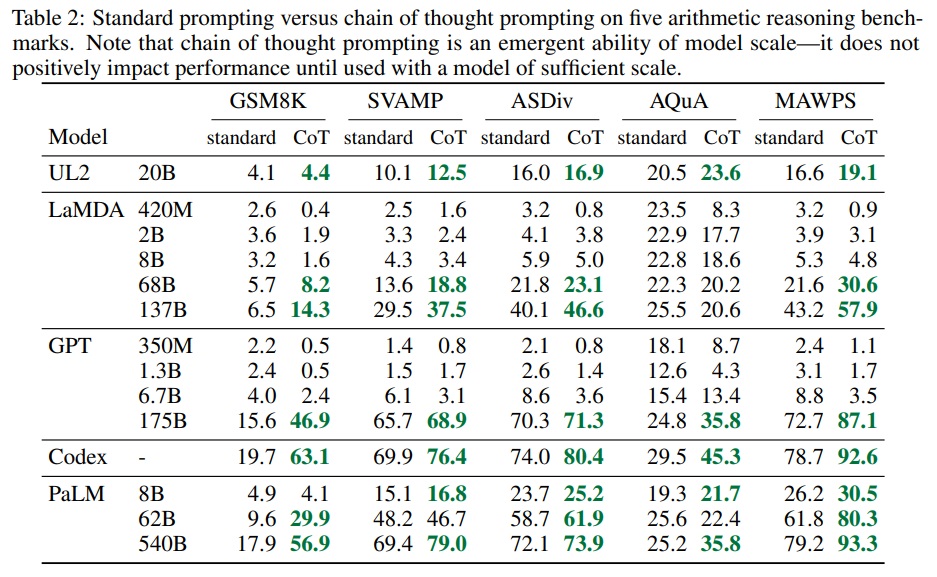 Table 2: Standard prompting versus chain of thought prompting on five arithmetic reasoning bench-
marks. Note that chain of thought prompting is an emergent ability of model scale—it does not
positively impact performance until used with a model of sufficient scale.
GSM8K SVAMP ASDiv AQuA MAWPS
Model standard CoT standard CoT standard CoT standard CoT standard CoT
UL2 20B 4.1 4.4 10.1 12.5 16.0 16.9 20.5 23.6 16.6 19.1
LaMDA 420M 2.6 0.4 2.5 1.6 3.2 0.8 23.5 8.3 3.2 0.9
2B 3.6 1.9 3.3 2.4 4.1 3.8 22.9 17.7 3.9 3.1
8B 3.2 1.6 4.3 3.4 5.9 5.0 22.8 18.6 5.3 4.8
68B 5.7 8.2 13.6 18.8 21.8 23.1 22.3 20.2 21.6 30.6
137B 6.5 14.3 29.5 37.5 40.1 46.6 25.5 20.6 43.2 57.9
GPT 350M 2.2 0.5 1.4 0.8 2.1 0.8 18.1 8.7 2.4 1.1
1.3B 2.4 0.5 1.5 1.7 2.6 1.4 12.6 4.3 3.1 1.7
6.7B 4.0 2.4 6.1 3.1 8.6 3.6 15.4 13.4 8.8 3.5
175B 15.6 46.9 65.7 68.9 70.3 71.3 24.8 35.8 72.7 87.1
Codex - 19.7 63.1 69.9 76.4 74.0 80.4 29.5 45.3 78.7 92.6
PaLM 8B 4.9 4.1 15.1 16.8 23.7 25.2 19.3 21.7 26.2 30.5
62B 9.6 29.9 48.2 46.7 58.7 61.9 25.6 22.4 61.8 80.3
540B 17.9 56.9 69.4 79.0 72.1 73.9 25.2 35.8 79.2 93.3